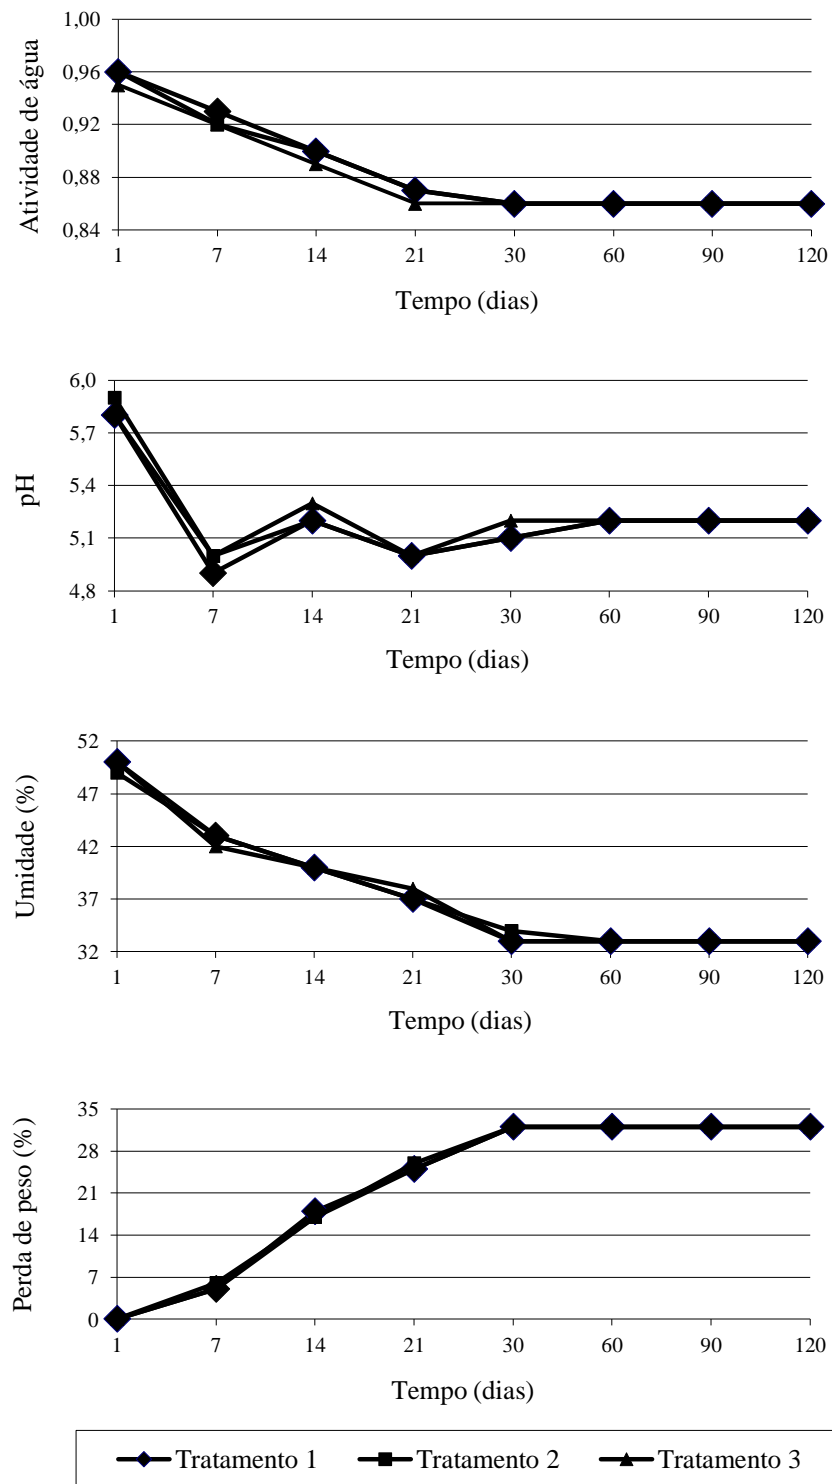 1,00
0,96
0,92
0,88
0,84
Atividade de água
1 7 14 21 30 60 90 120
Tempo (dias)
6,0
5,7
5,4
5,1
4,8
pH
1 7 14 21 30 60 90 120
Tempo (dias)
52
47
42
37
32
Umidade (%)
1 7 14 21 30 60 90 120
Tempo (dias)
35
28
21
14
7
0
Perda de peso (%)
1 7 14 21 30 60 90 120
Tempo (dias)
Tratamento 1 Tratamento 2 Tratamento 3